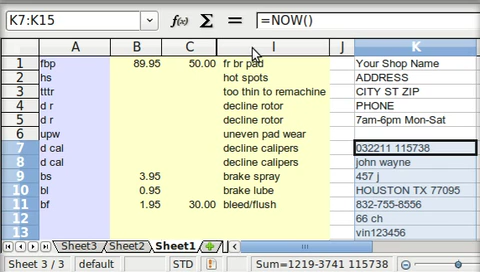 K7:K15 f(x) Σ = =NOW()
A B C I J K
1 fbp 89.95 50.00 fr br pad Your Shop Name
2 hs hot spots ADDRESS
3 tttr too thin to remachine CITY ST ZIP
4 d r decline rotor PHONE
5 d r decline rotor 7am-6pm Mon-Sat
6 upw uneven pad wear
7 d cal decline calipers 032211 115738
8 d cal decline calipers john wayne
9 bs 3.95 brake spray 457 j
10 bl 0.95 brake lube HOUSTON TX 77095
11 bf 1.95 30.00 bleed/flush 832-755-8556
12 66 ch
13 vin123456
Sheet3 Sheet2 Sheet1
Sheet 3 / 3 default STD Sum=1219-3741 115738